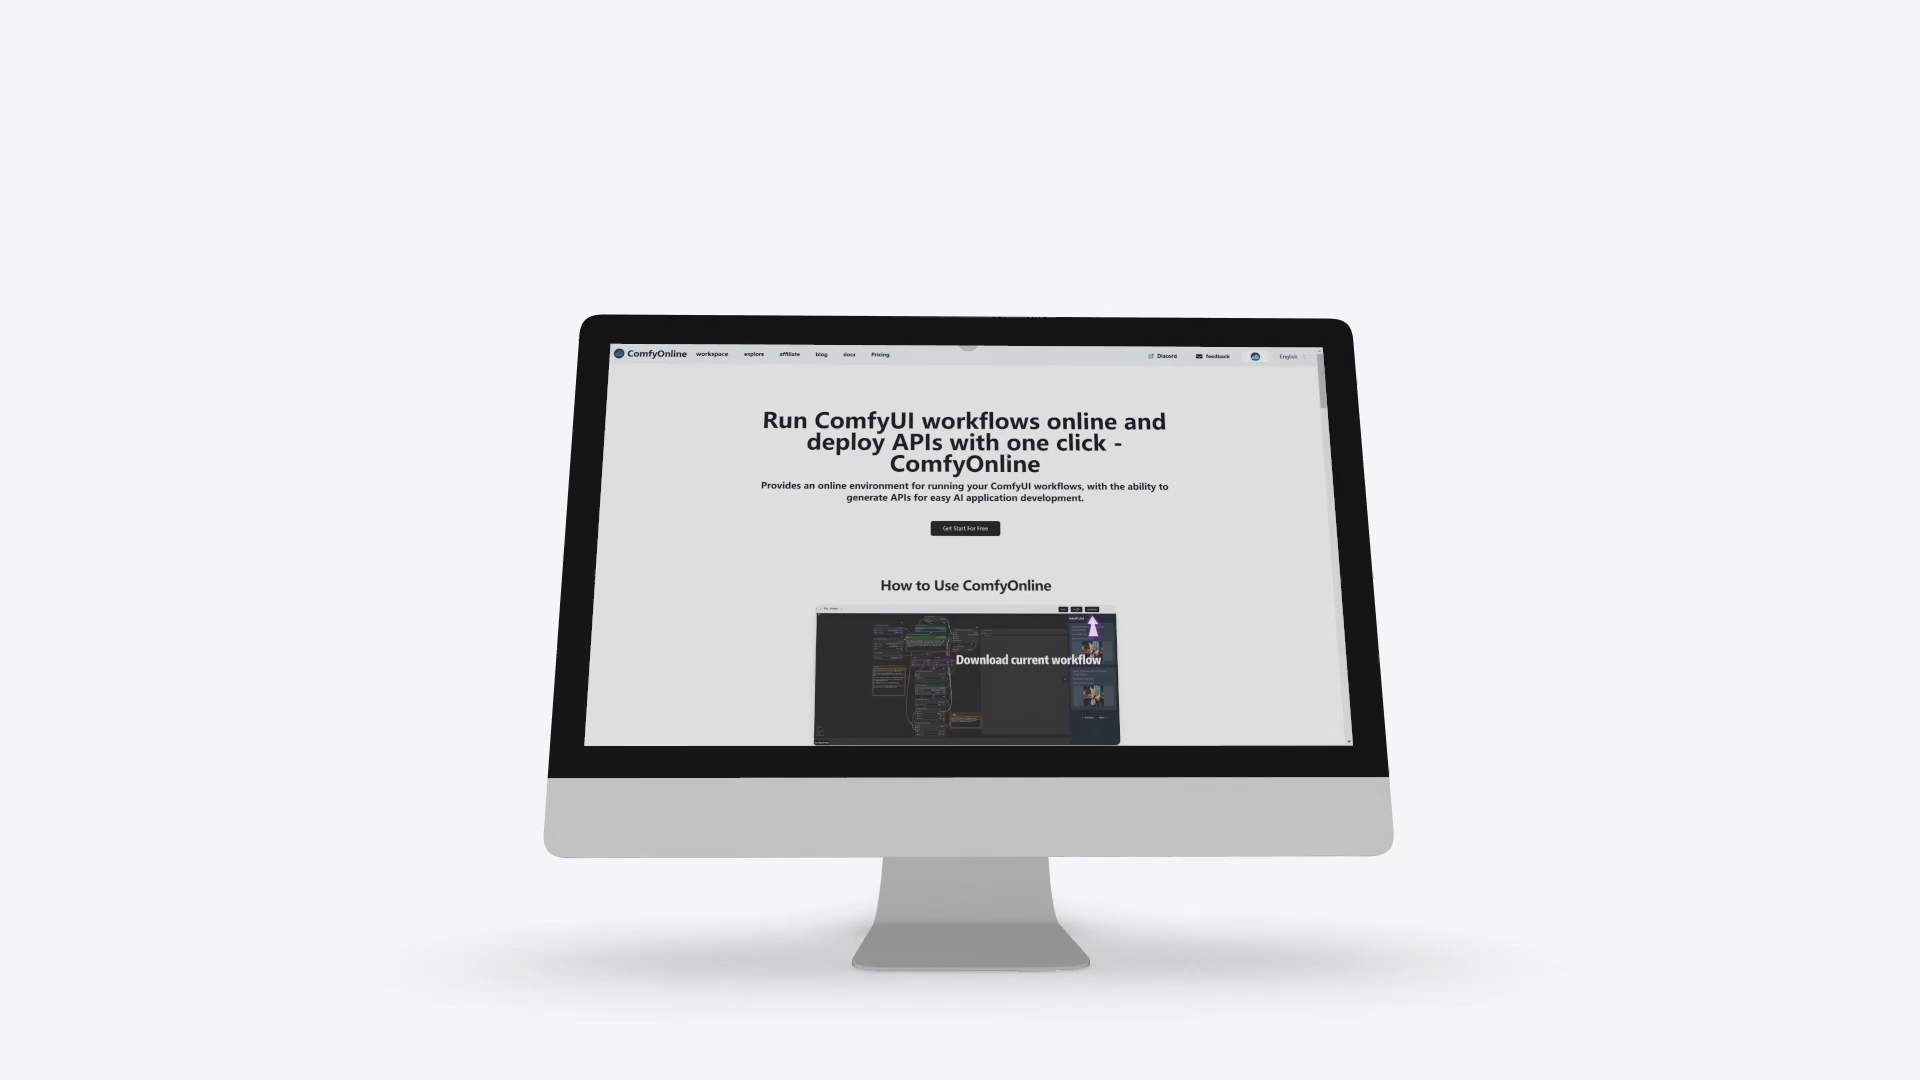 ComfyOnline workspace explore affiliate blog docs Pricing Discord feedback English
Run ComfyUI workflows online and
deploy APIs with one click -
ComfyOnline
Provides an online environment for running your ComfyUI workflows, with the ability to
generate APIs for easy AI application development.
Get Start For Free
How to Use ComfyOnline
Download current workflow